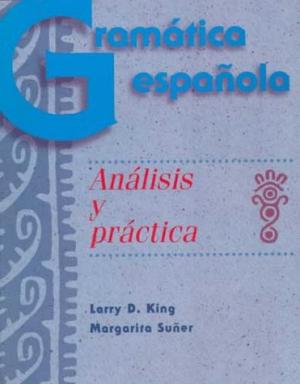 Gramática
española
Análisis
y
práctica
Larry D. King
Margarita Suñer